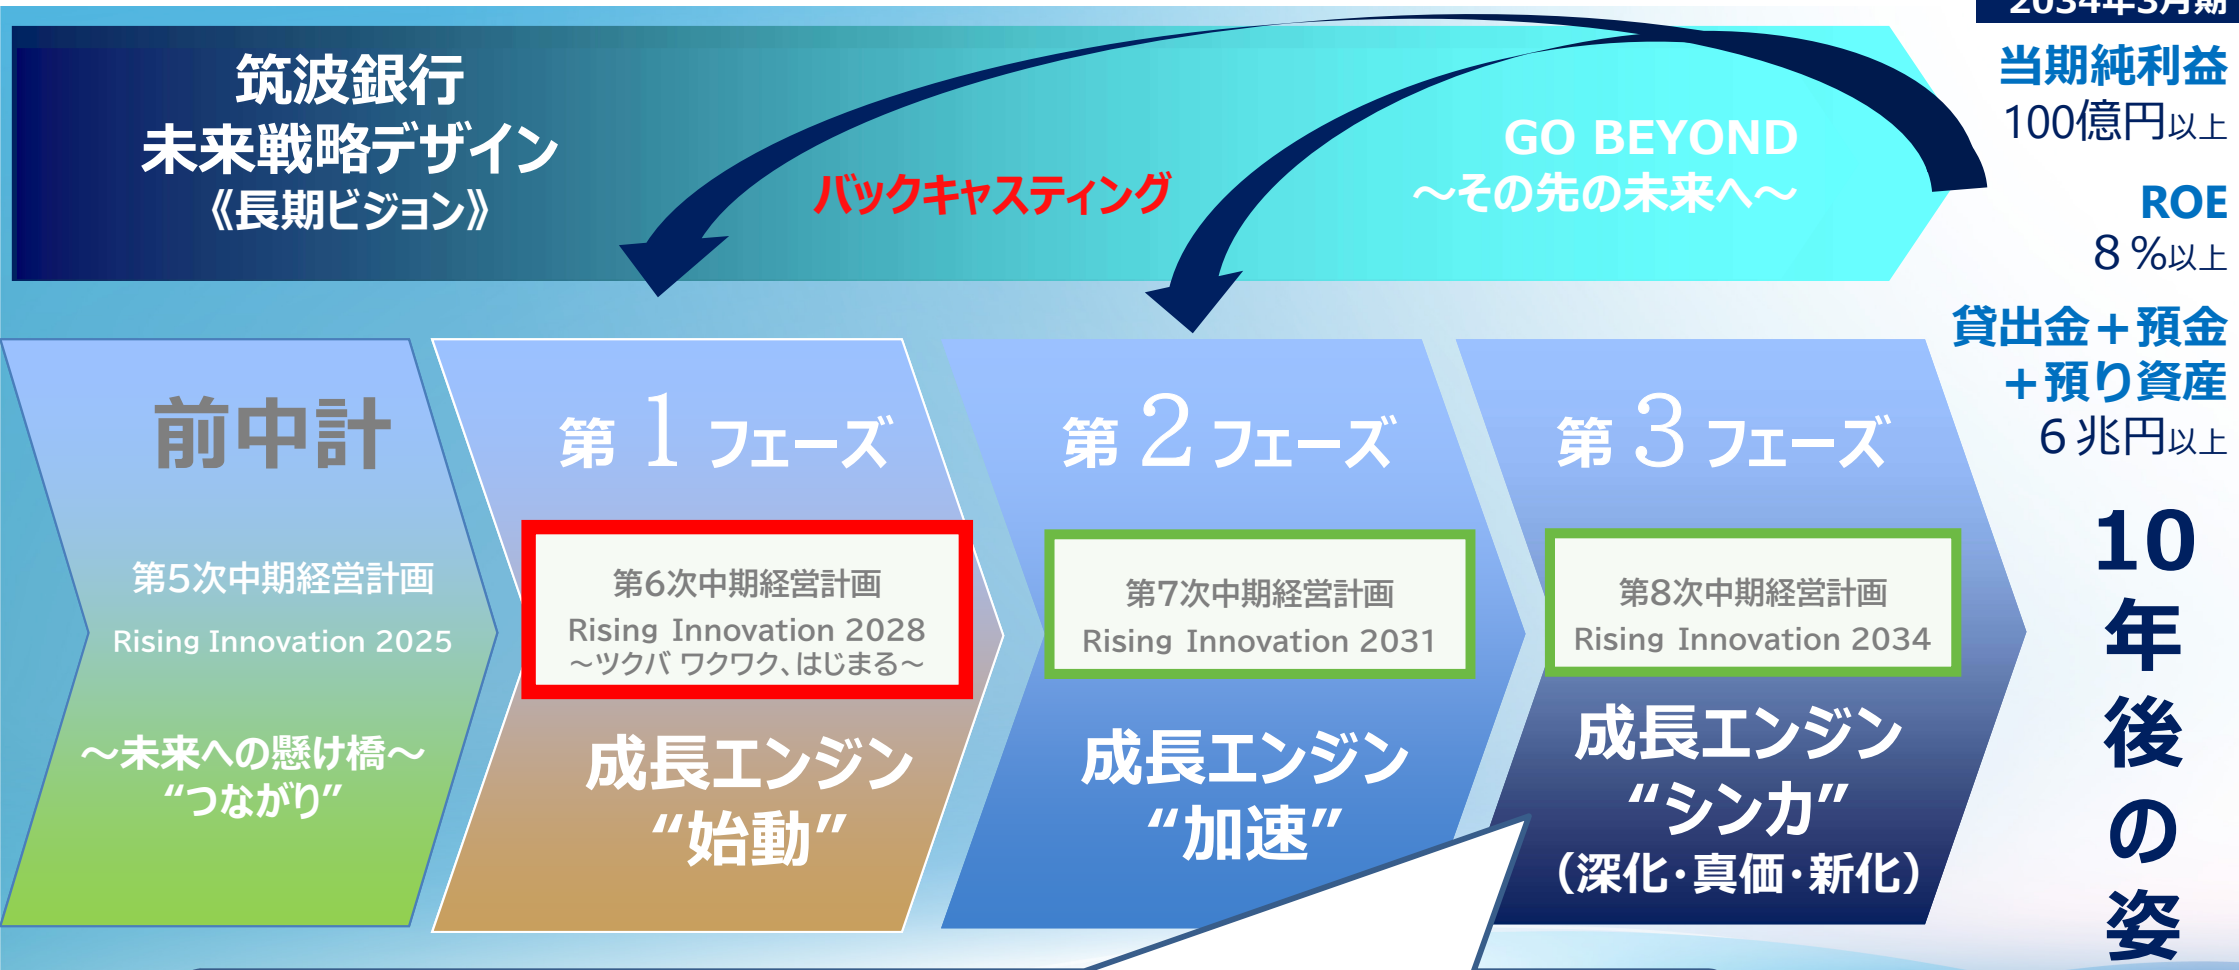 筑波銀行
未来戦略デザイン
《長期ビジョン》
バックキャスティング
GO BEYOND
～その先の未来へ～
2034年3月期
当期純利益
100億円以上
ROE
8％以上
貸出金＋預金
＋預り資産
6兆円以上
10年後の姿
前中計
第5次中期経営計画
Rising Innovation 2025
～未来への懸け橋～
“つながり”
第1フェーズ
第6次中期経営計画
Rising Innovation 2028
～ツクバ ワクワク、はじまる～
成長エンジン
“始動”
第2フェーズ
第7次中期経営計画
Rising Innovation 2031
成長エンジン
“加速”
第3フェーズ
第8次中期経営計画
Rising Innovation 2034
成長エンジン
“シンカ”
（深化・真価・新化）